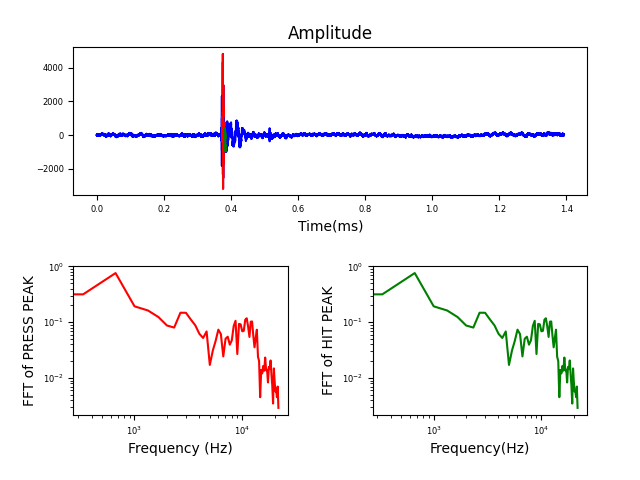 Amplitude
4000
2000
0
−2000
0.0 0.2 0.4 0.6 0.8 1.0 1.2 1.4
Time(ms)
FFT of PRESS PEAK
10⁰
10⁻¹
10⁻²
10³ 10⁴
Frequency (Hz)
FFT of HIT PEAK
10⁰
10⁻¹
10⁻²
10³ 10⁴
Frequency(Hz)